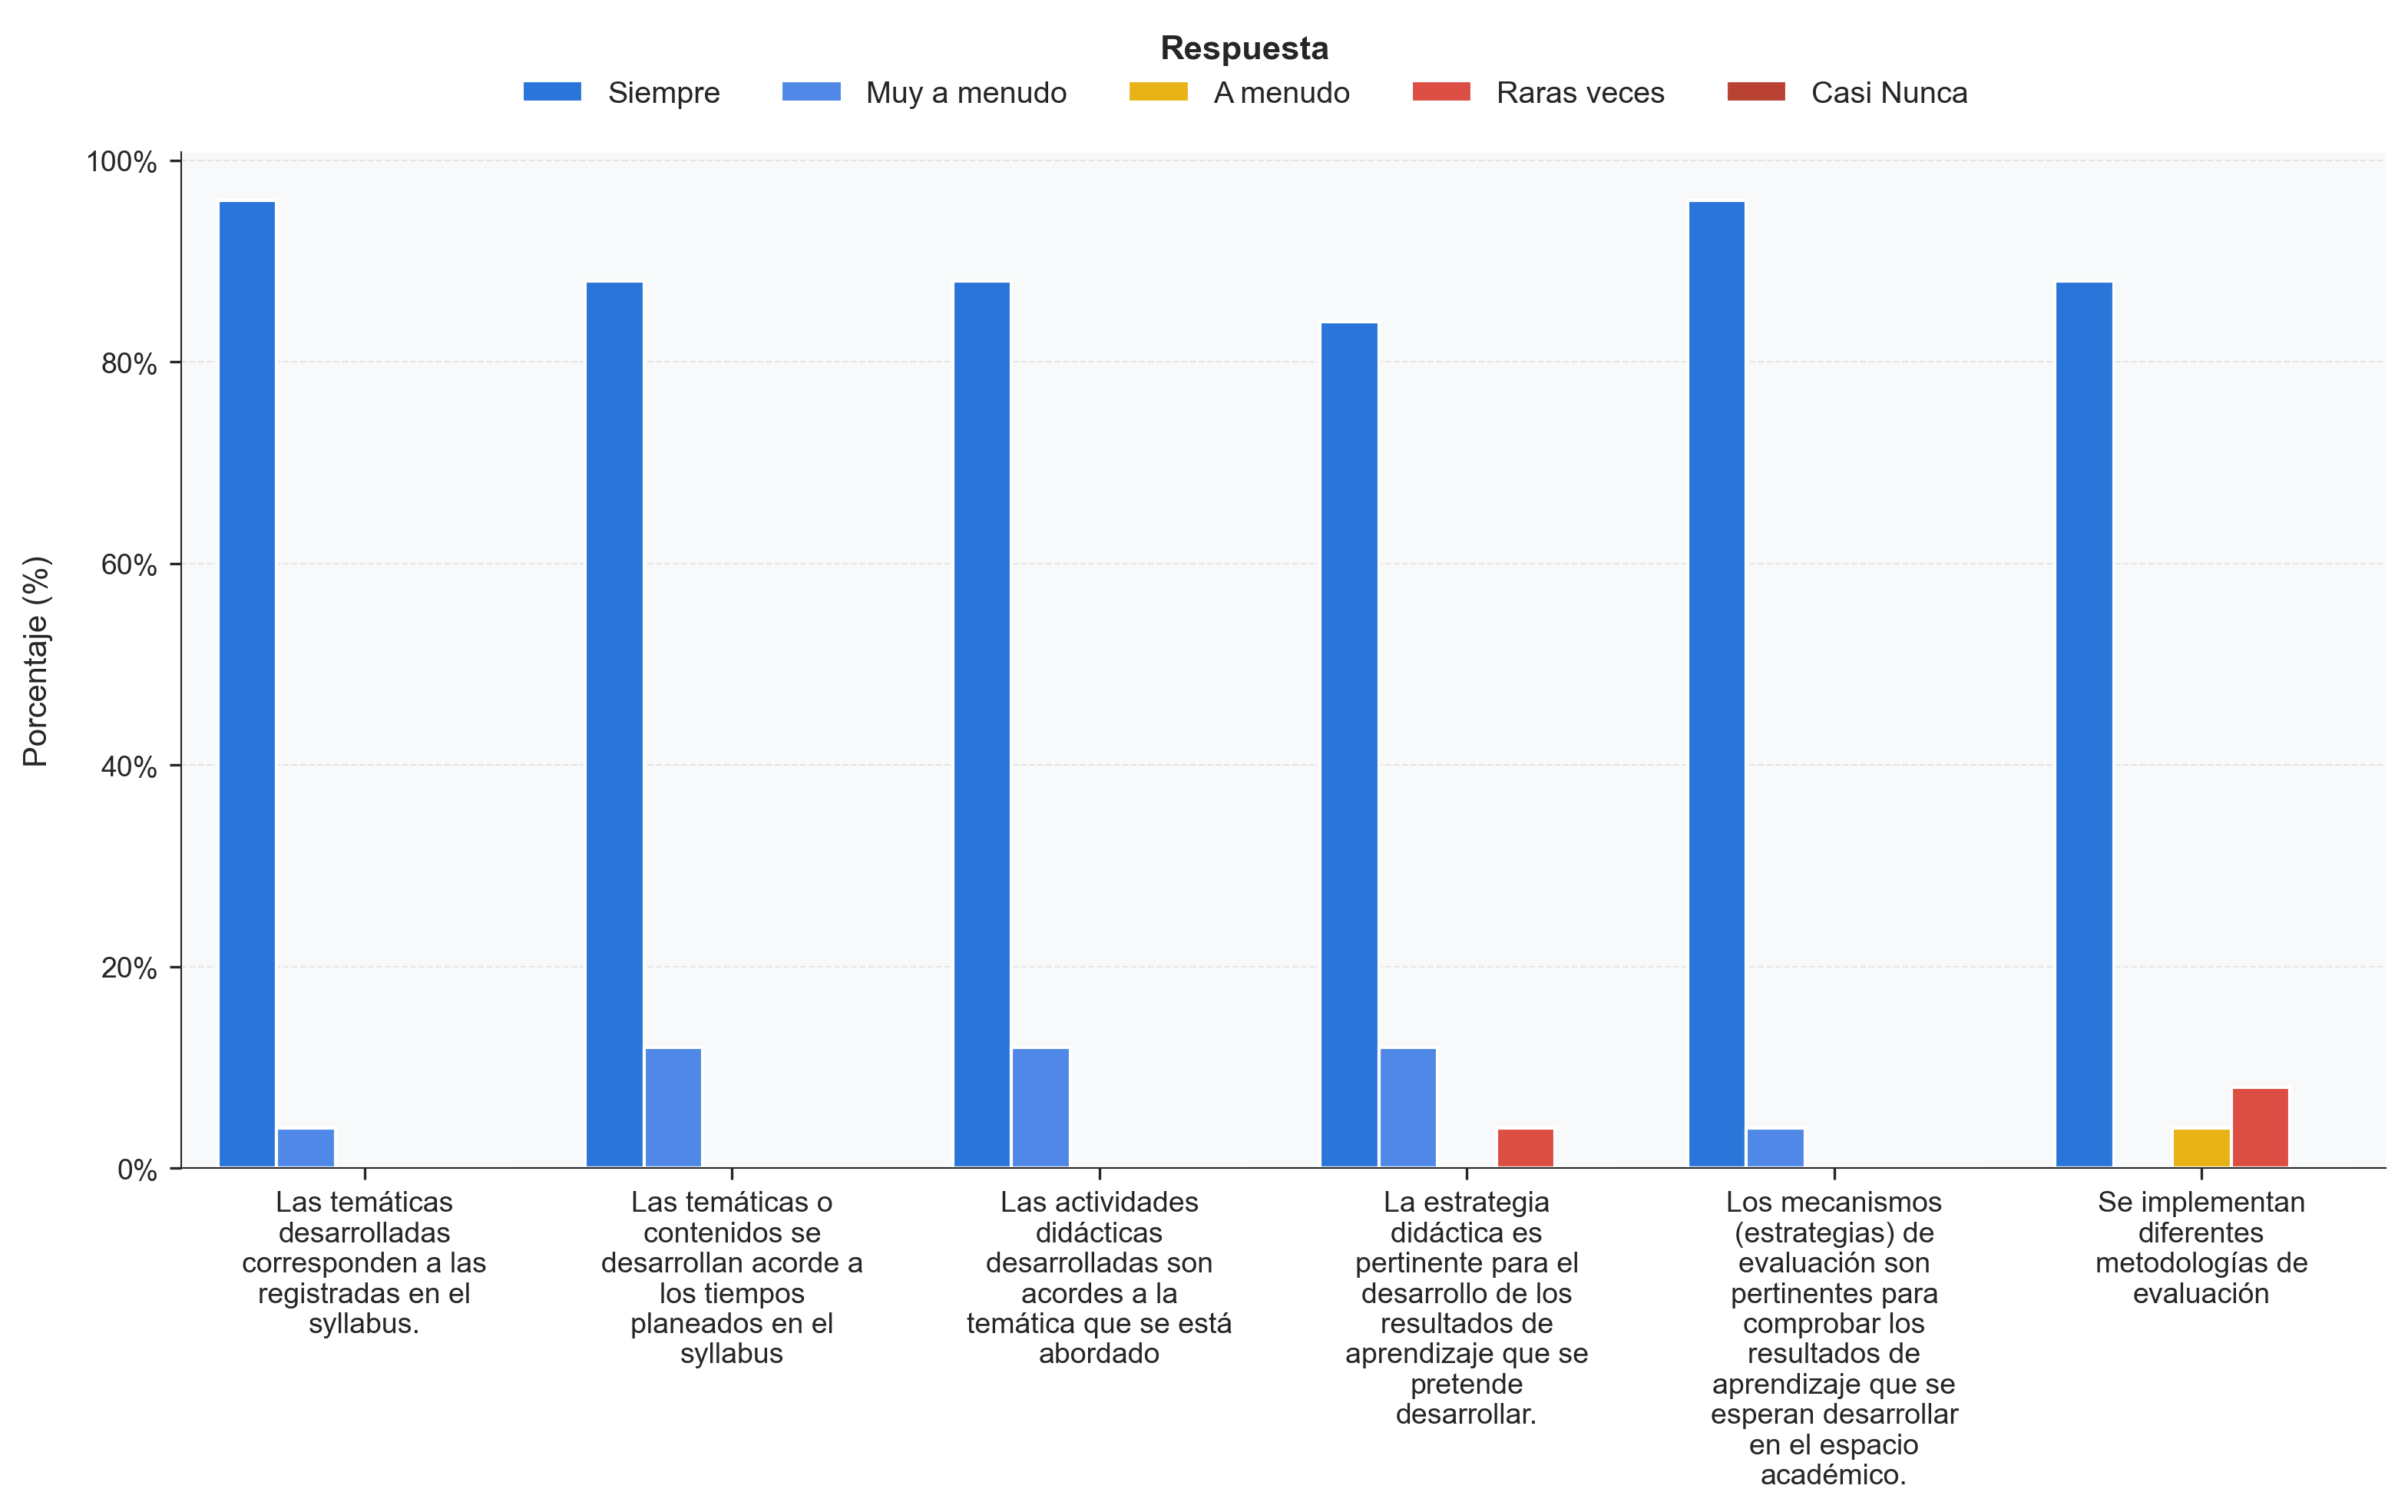 Respuesta
Siempre
Muy a menudo
A menudo
Raras veces
Casi Nunca
Porcentaje (%)
100%
80%
60%
40%
20%
0%
Las temáticas
desarrolladas
corresponden a las
registradas en el
syllabus.
Las temáticas o
contenidos se
desarrollan acorde a
los tiempos
planeados en el
syllabus
Las actividades
didácticas
desarrolladas son
acordes a la
temática que se está
abordado
La estrategia
didáctica es
pertinente para el
desarrollo de los
resultados de
aprendizaje que se
pretende
desarrollar.
Los mecanismos
(estrategias) de
evaluación son
pertinentes para
comprobar los
resultados de
aprendizaje que se
esperan desarrollar
en el espacio
académico.
Se implementan
diferentes
metodologías de
evaluación